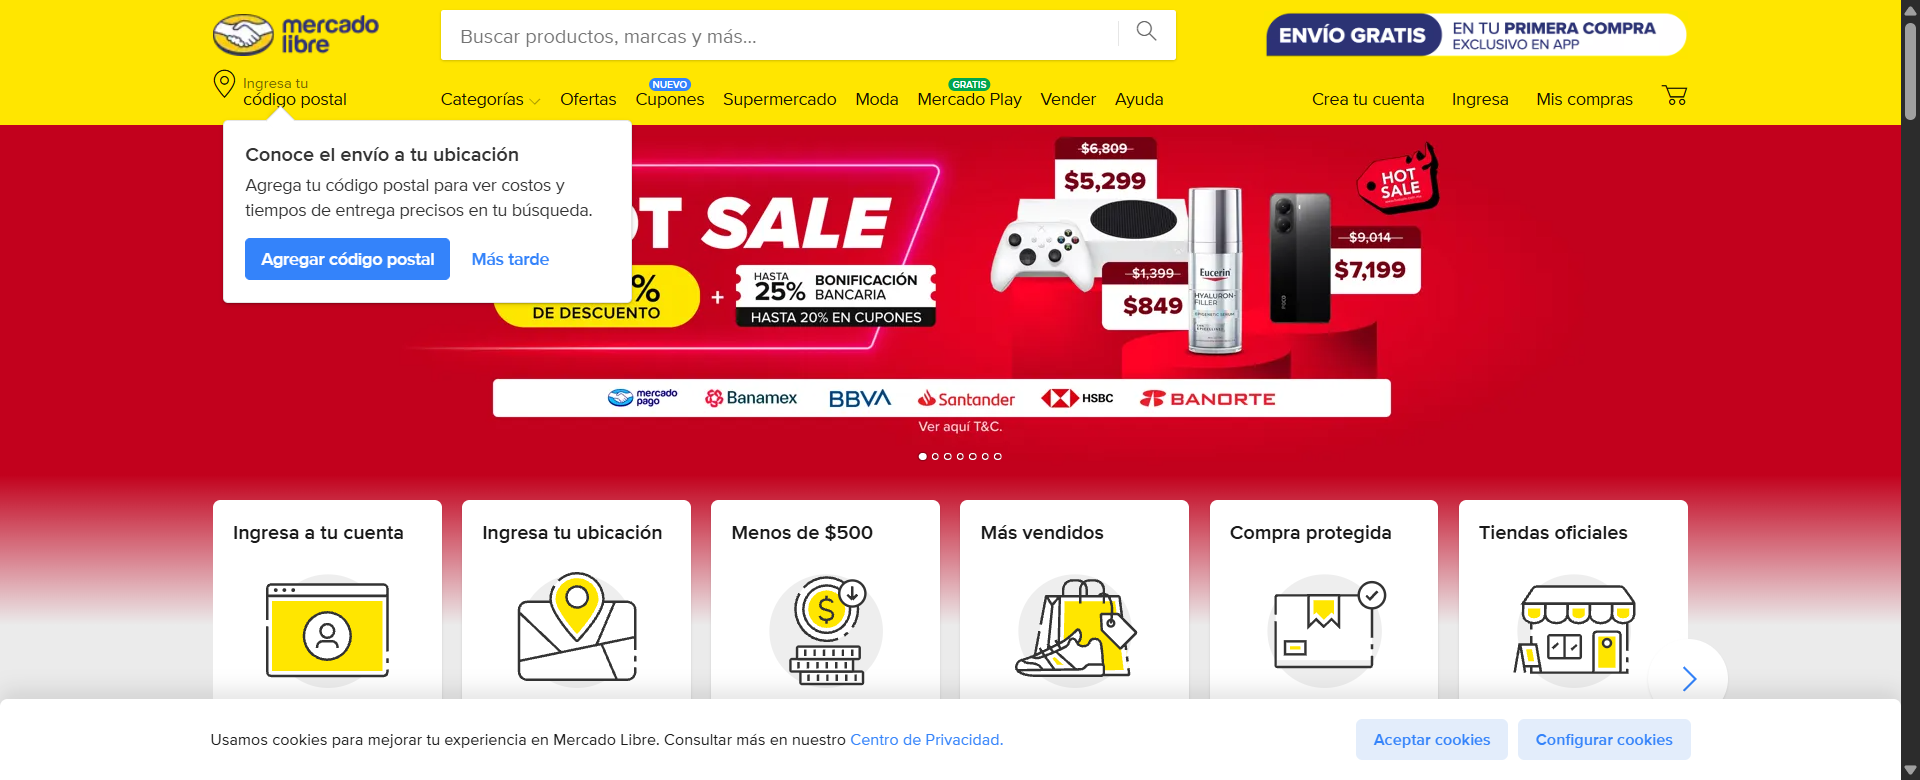 mercado
libre
Buscar productos, marcas y más...
ENVÍO GRATIS
EN TU PRIMERA COMPRA
EXCLUSIVO EN APP
Ingresa tu
código postal
Categorías
Ofertas
NUEVO
Cupones
Supermercado
Moda
GRATIS
Mercado Play
Vender
Ayuda
Crea tu cuenta
Ingresa
Mis compras
Conoce el envío a tu ubicación
Agrega tu código postal para ver costos y
tiempos de entrega precisos en tu búsqueda.
Agregar código postal
Más tarde
T SALE
%
DE DESCUENTO
+
HASTA
25% BONIFICACIÓN
BANCARIA
HASTA 20% EN CUPONES
$6,809
$5,299
$1,399
$849
Eucerin
HYALURON-
FILLER
EPIGENETIC SERUM
POCO
HOT
SALE
$9,014
$7,199
mercado
pago
Banamex
BBVA
Santander
HSBC
BANORTE
Ver aquí T&C.
Ingresa a tu cuenta
Ingresa tu ubicación
Menos de $500
Más vendidos
Compra protegida
Tiendas oficiales
$
Usamos cookies para mejorar tu experiencia en Mercado Libre. Consultar más en nuestro Centro de Privacidad.
Aceptar cookies
Configurar cookies